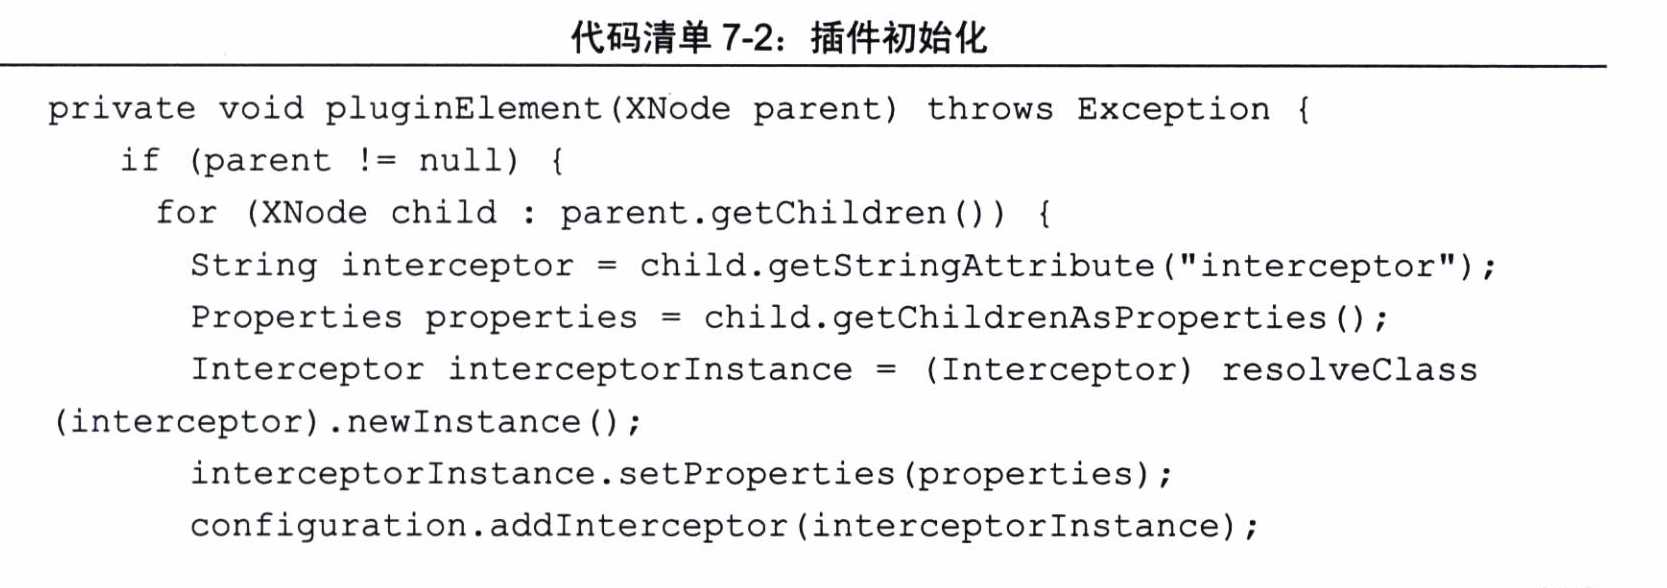 代码清单 7-2：插件初始化
private void pluginElement(XNode parent) throws Exception {
if (parent != null) {
for (XNode child : parent.getChildren()) {
String interceptor = child.getStringAttribute("interceptor");
Properties properties = child.getChildrenAsProperties();
Interceptor interceptorInstance = (Interceptor) resolveClass
(interceptor).newInstance();
interceptorInstance.setProperties(properties);
configuration.addInterceptor(interceptorInstance);